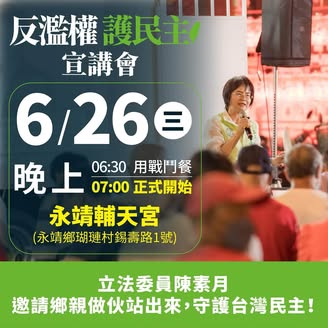 反濫權 護民主!
宣講會
6/26 三
晚上
06:30 用戰鬥餐
07:00 正式開始
永靖輔天宮
(永靖鄉瑚璉村錫壽路1號)
立法委員陳素月
邀請鄉親做伙站出來,守護台灣民主!